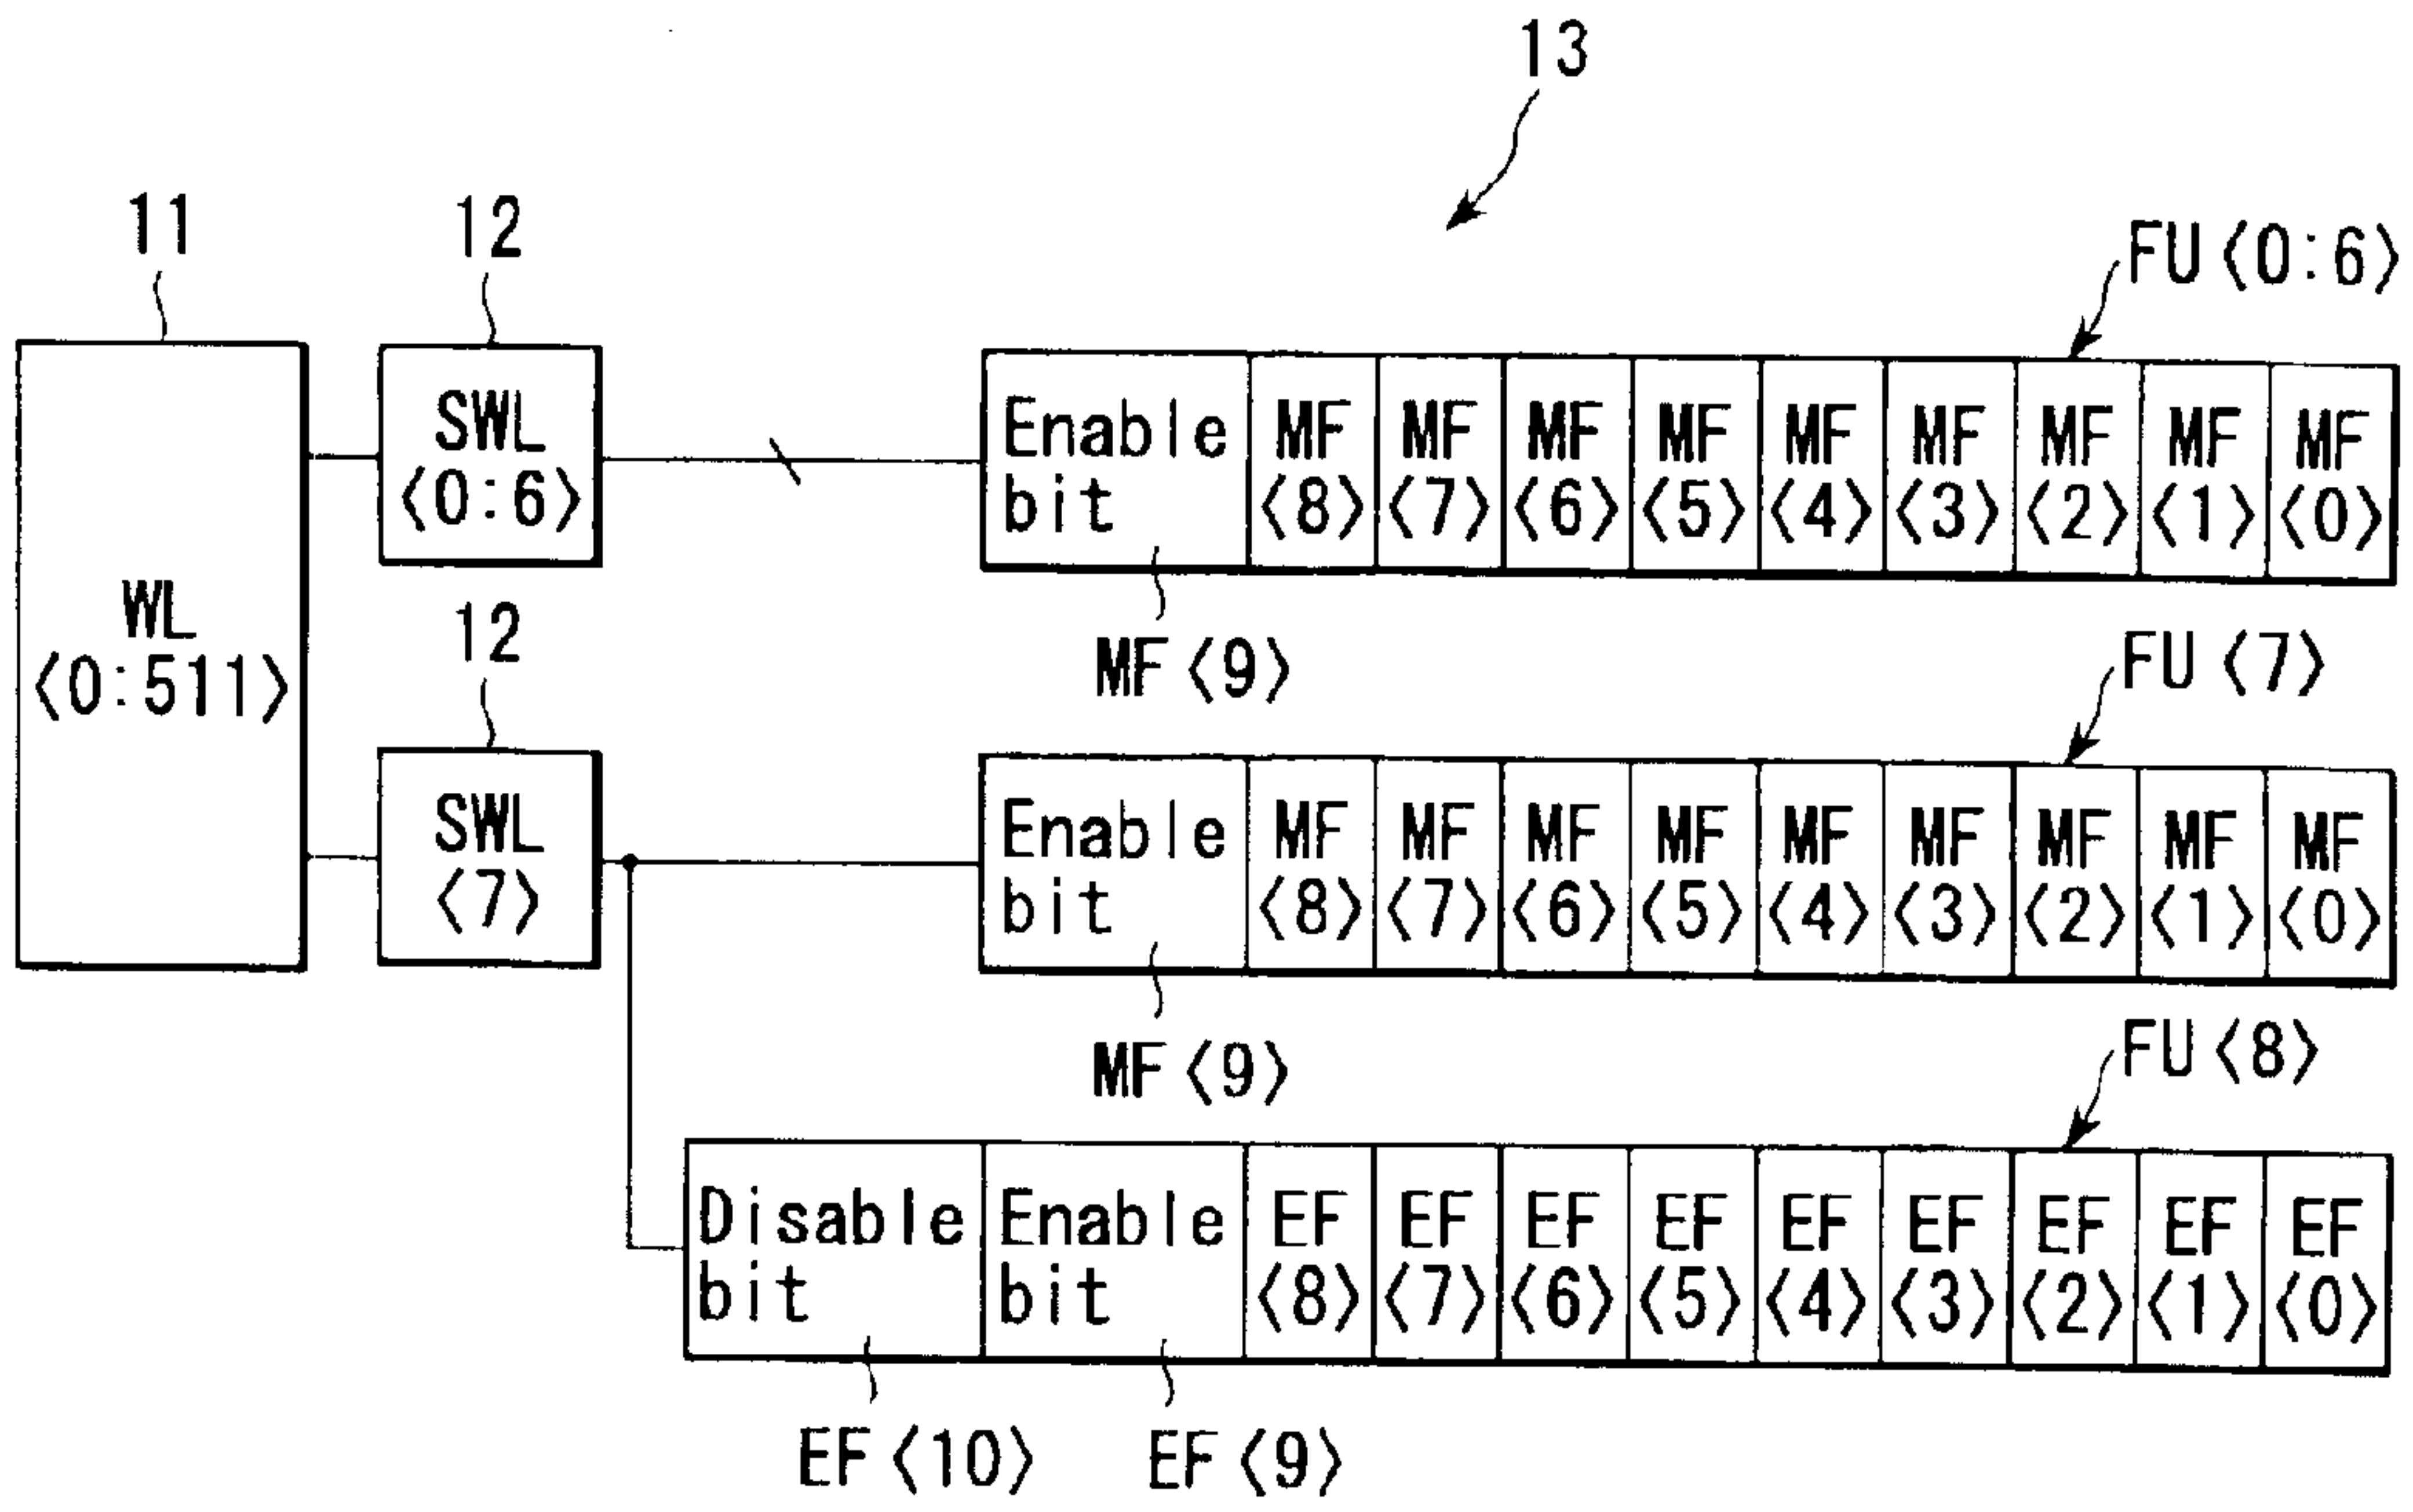 13
11
12
FU〈0:6〉
WL
〈0:511〉
SWL
〈0:6〉
Enable
bit
MF
〈8〉
MF
〈7〉
MF
〈6〉
MF
〈5〉
MF
〈4〉
MF
〈3〉
MF
〈2〉
MF
〈1〉
MF
〈0〉
MF〈9〉
12
FU〈7〉
SWL
〈7〉
Enable
bit
MF
〈8〉
MF
〈7〉
MF
〈6〉
MF
〈5〉
MF
〈4〉
MF
〈3〉
MF
〈2〉
MF
〈1〉
MF
〈0〉
MF〈9〉
FU〈8〉
Disable
bit
Enable
bit
EF
〈8〉
EF
〈7〉
EF
〈6〉
EF
〈5〉
EF
〈4〉
EF
〈3〉
EF
〈2〉
EF
〈1〉
EF
〈0〉
EF〈10〉
EF〈9〉